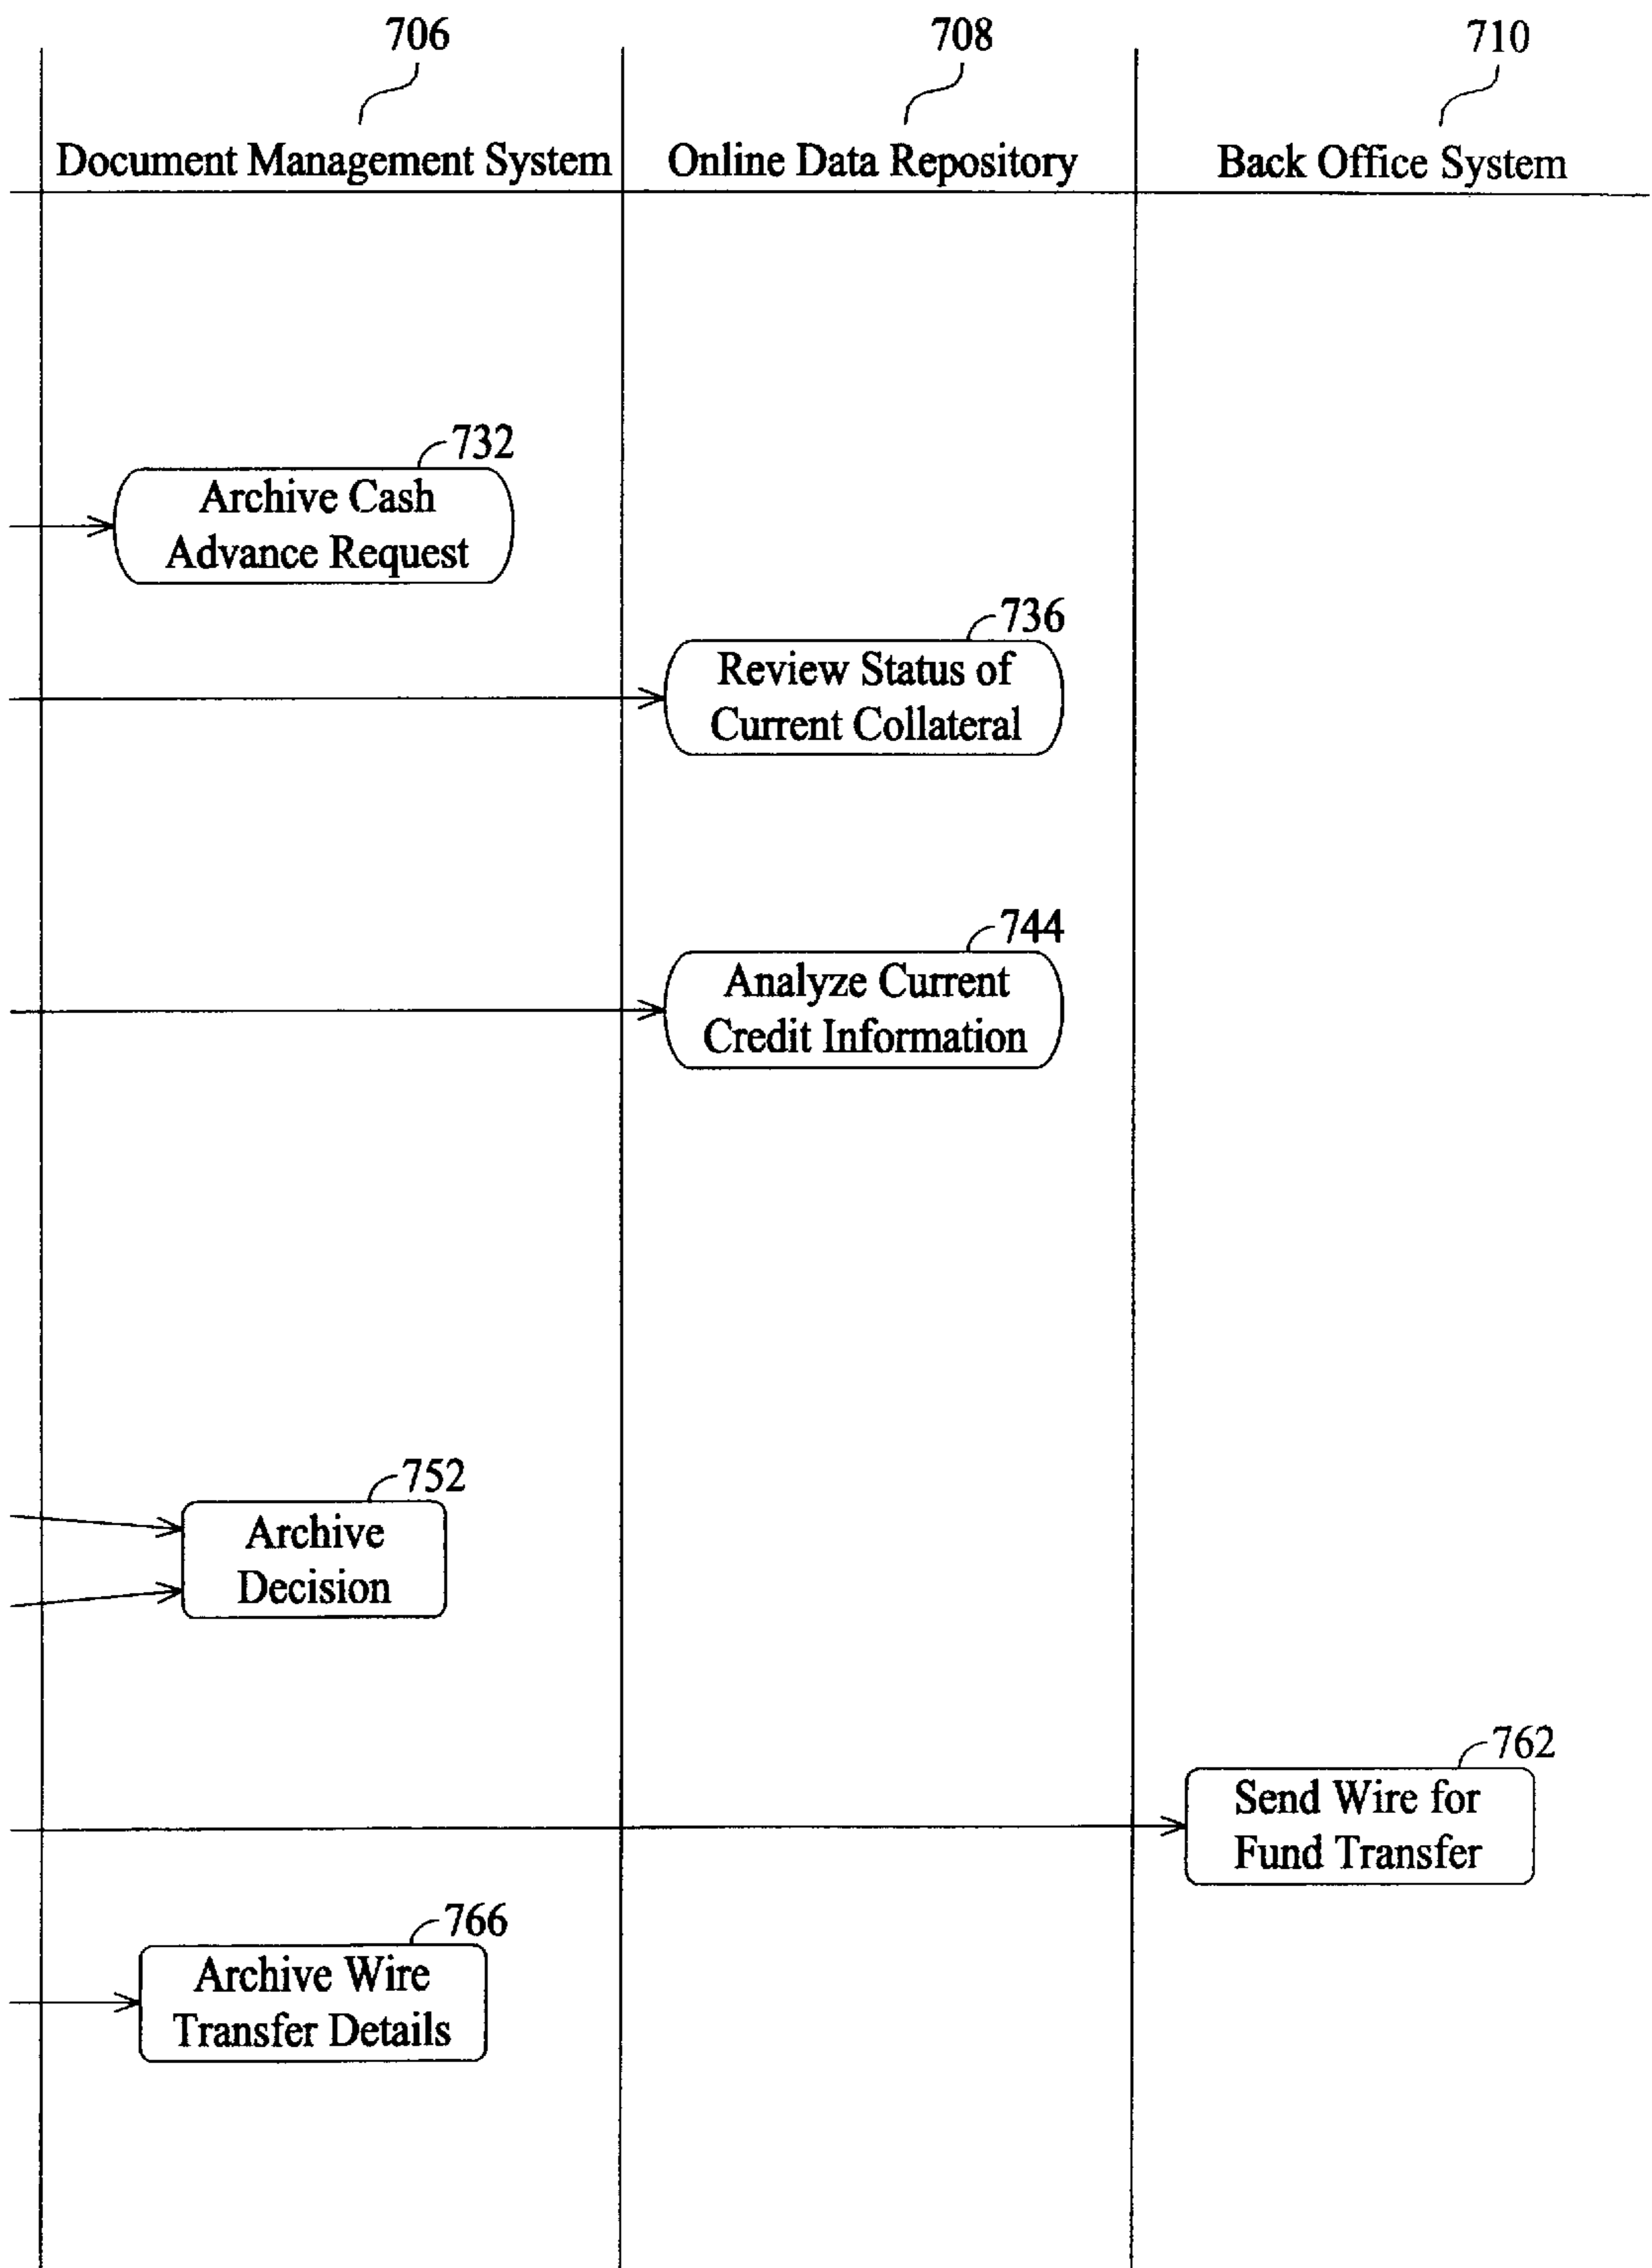 706
708
710
Document Management System
Online Data Repository
Back Office System
732
Archive Cash
Advance Request
736
Review Status of
Current Collateral
744
Analyze Current
Credit Information
752
Archive
Decision
762
Send Wire for
Fund Transfer
766
Archive Wire
Transfer Details